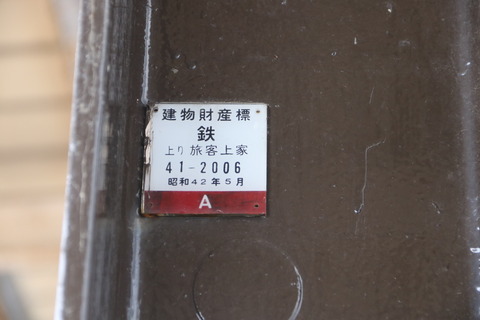 建物財産標
鉄
上り旅客上家
41-2006
昭和42年5月
A